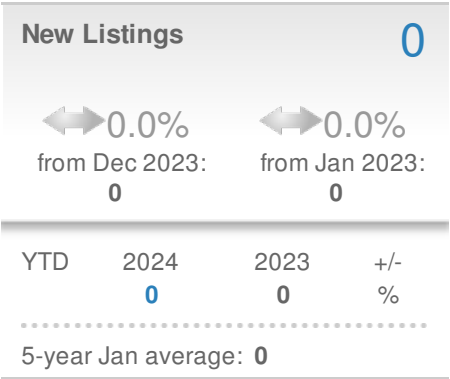 New Listings 0
0.0% 0.0%
from Dec 2023: from Jan 2023:
0 0
YTD 2024 2023 +/-
0 0 %
5-year Jan average: 0